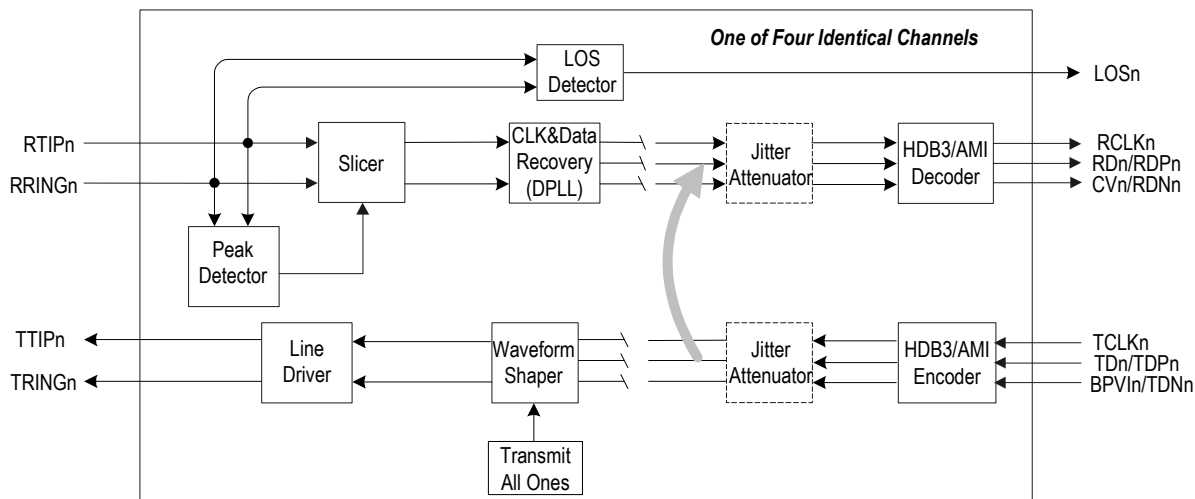 One of Four Identical Channels
LOS
Detector
LOSn
RTIPn
RRINGn
Slicer
CLK&Data
Recovery
(DPLL)
Jitter
Attenuator
HDB3/AMI
Decoder
RCLKn
RDn/RDPn
CVn/RDNn
Peak
Detector
TTIPn
TRINGn
Line
Driver
Waveform
Shaper
Jitter
Attenuator
HDB3/AMI
Encoder
TCLKn
TDn/TDPn
BPVIn/TDNn
Transmit
All Ones